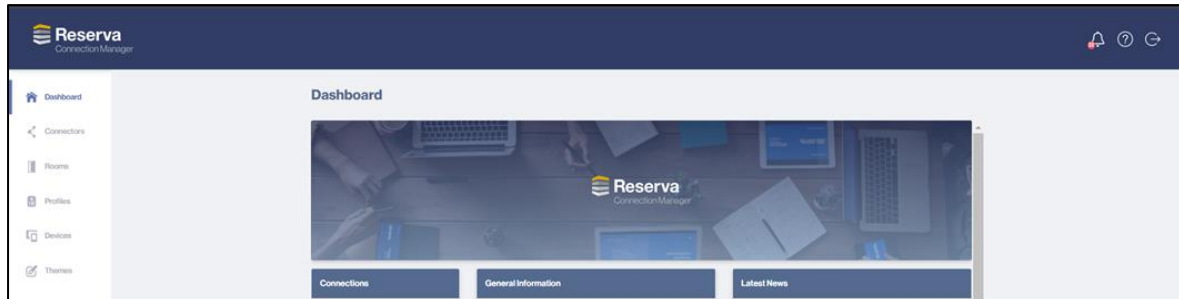 Reserva
Connection Manager
Dashboard
Connectors
Rooms
Profiles
Devices
Themes
Dashboard
Reserva
Connection Manager
Connections
General Information
Latest News